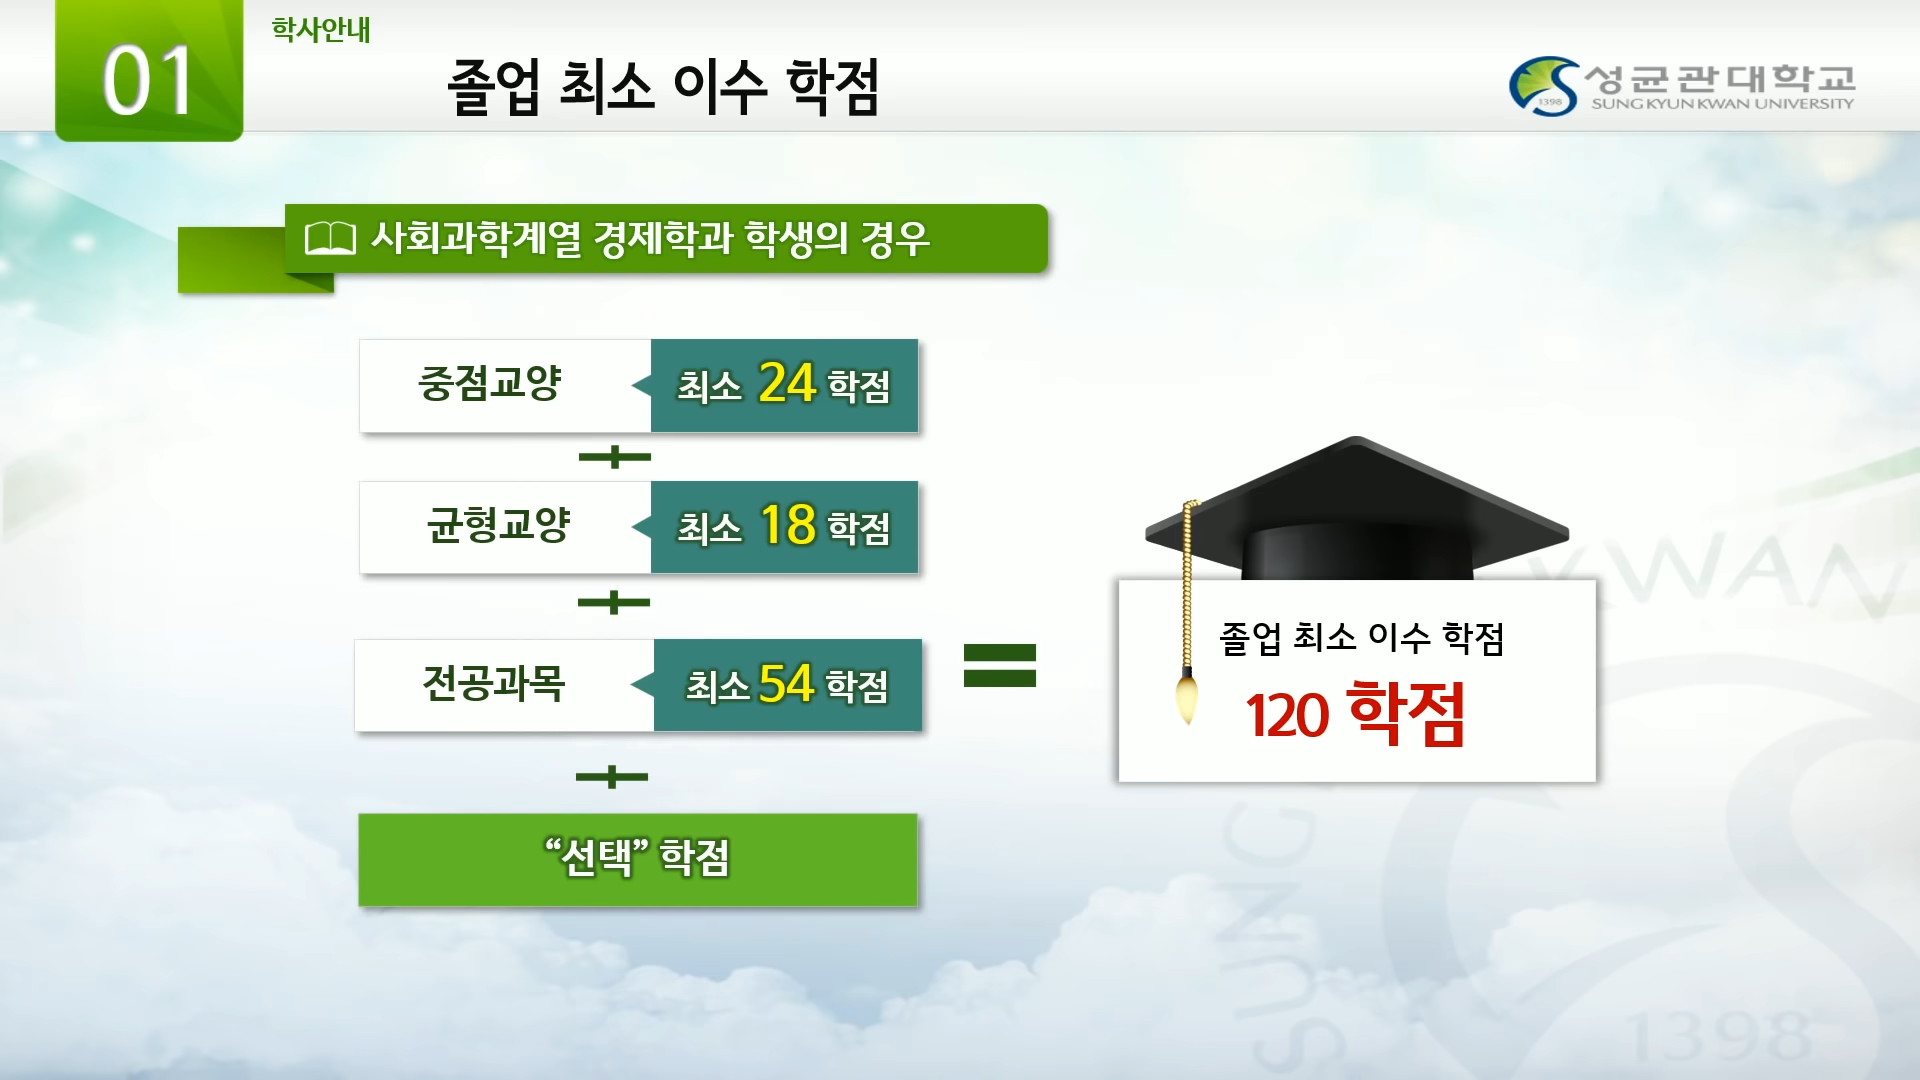 01
학사안내
졸업 최소 이수 학점
1398
성균관대학교
SUNG KYUN KWAN UNIVERSITY
사회과학계열 경제학과 학생의 경우
중점교양
최소 24 학점
+
균형교양
최소 18 학점
+
전공과목
최소 54 학점
+
“선택” 학점
=
졸업 최소 이수 학점
120 학점
SUNG
KWAN
1398